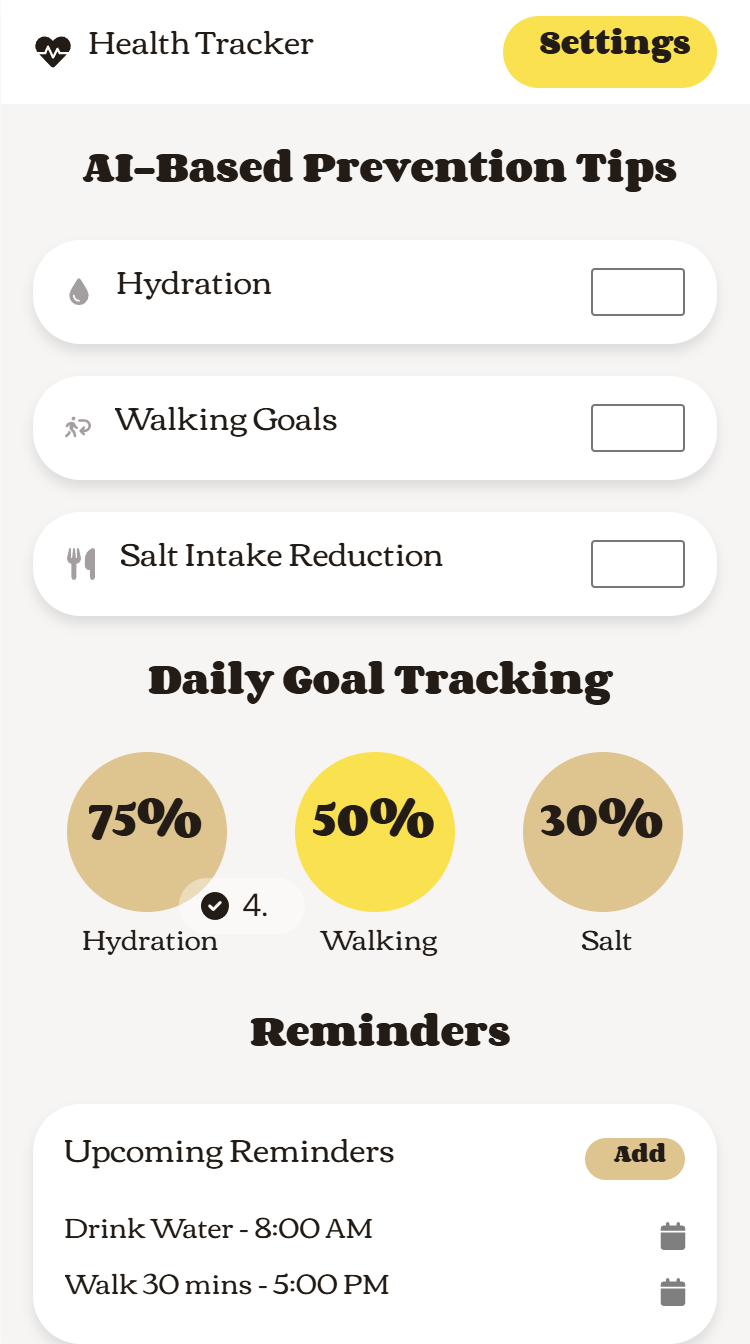 Health Tracker
Settings
AI-Based Prevention Tips
Hydration
Walking Goals
Salt Intake Reduction
Daily Goal Tracking
75%
50%
30%
4.
Hydration
Walking
Salt
Reminders
Upcoming Reminders
Add
Drink Water - 8:00 AM
Walk 30 mins - 5:00 PM